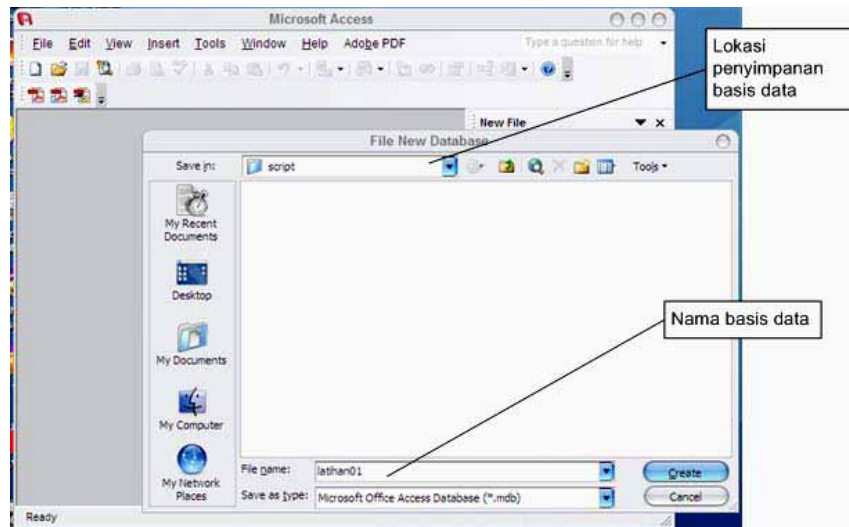 Microsoft Access
File Edit View Insert Tools Window Help Adobe PDF Type a question for help
Lokasi
penyimpanan
basis data
New File
File New Database
Save in: script Tools
My Recent
Documents
Desktop
My Documents
Nama basis data
My Computer
My Network
Places
File name: latihan01 Create
Save as type: Microsoft Office Access Database (*.mdb) Cancel
Ready